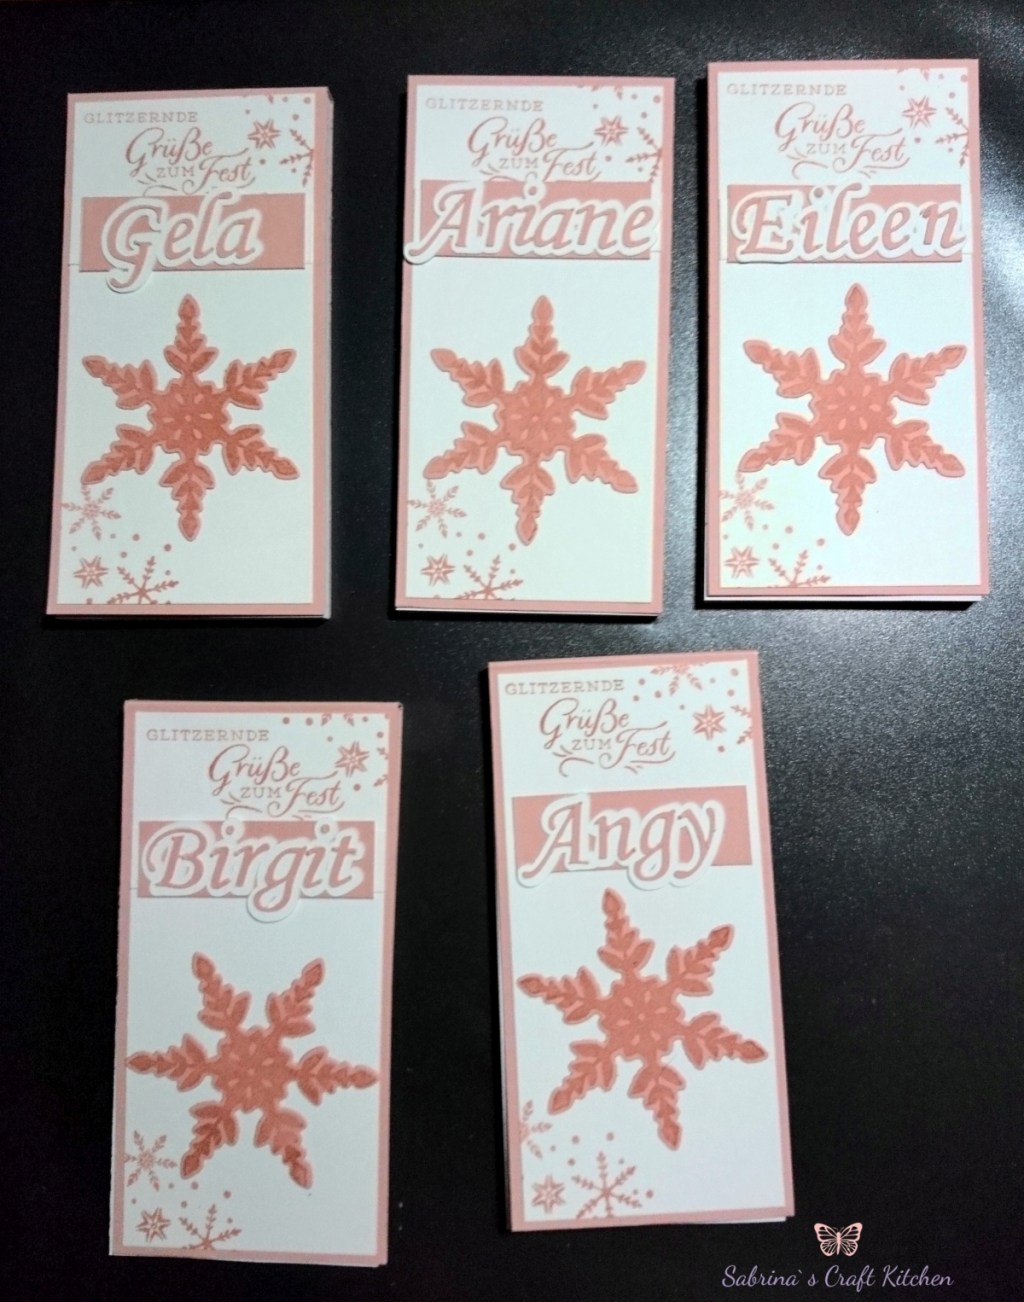 GLITZERNDE
Grüße
ZUM Fest
Gela
GLITZERNDE
Grüße
ZUM Fest
Ariane
GLITZERNDE
Grüße
ZUM Fest
Eileen
GLITZERNDE
Grüße
ZUM Fest
Birgit
GLITZERNDE
Grüße
ZUM Fest
Angy
Sabrina`s Craft Kitchen